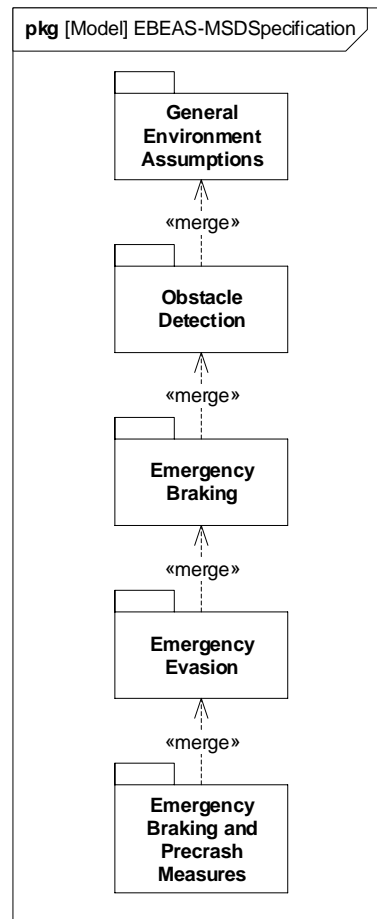 pkg [Model] EBEAS-MSDSpecification
General
Environment
Assumptions
«merge»
Obstacle
Detection
«merge»
Emergency
Braking
«merge»
Emergency
Evasion
«merge»
Emergency
Braking and
Precrash
Measures